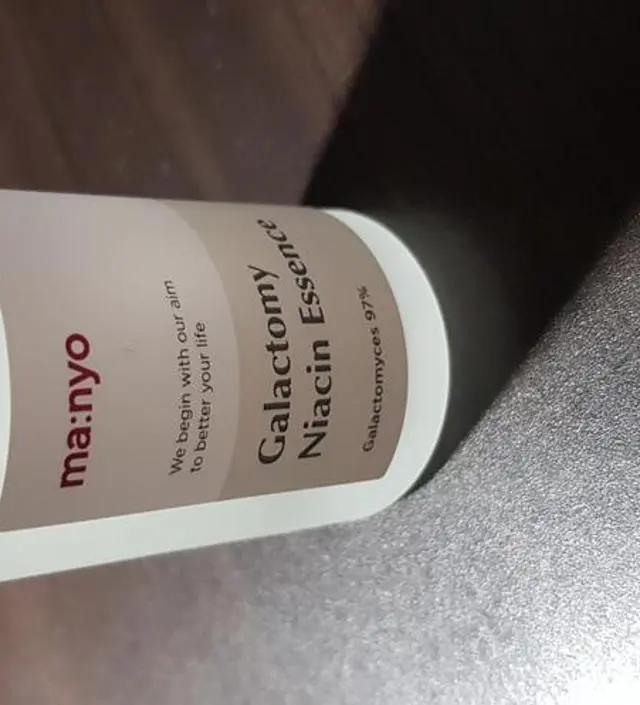 ma:nyo
We begin with our aim
to better your life
Galactomy
Niacin Essence
Galactomyces 97%